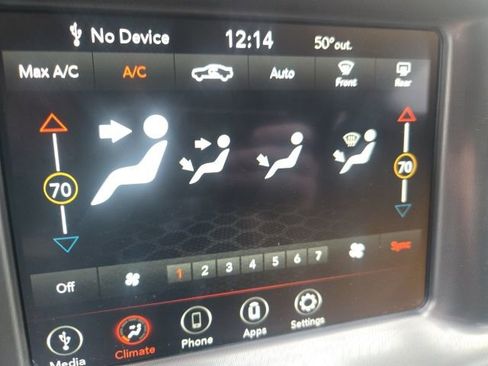 No Device 12:14 50°out.
Max A/C A/C Auto Front Rear
70 70
Off 1 2 3 4 5 6 7 Sync
Media Climate Phone Apps Settings